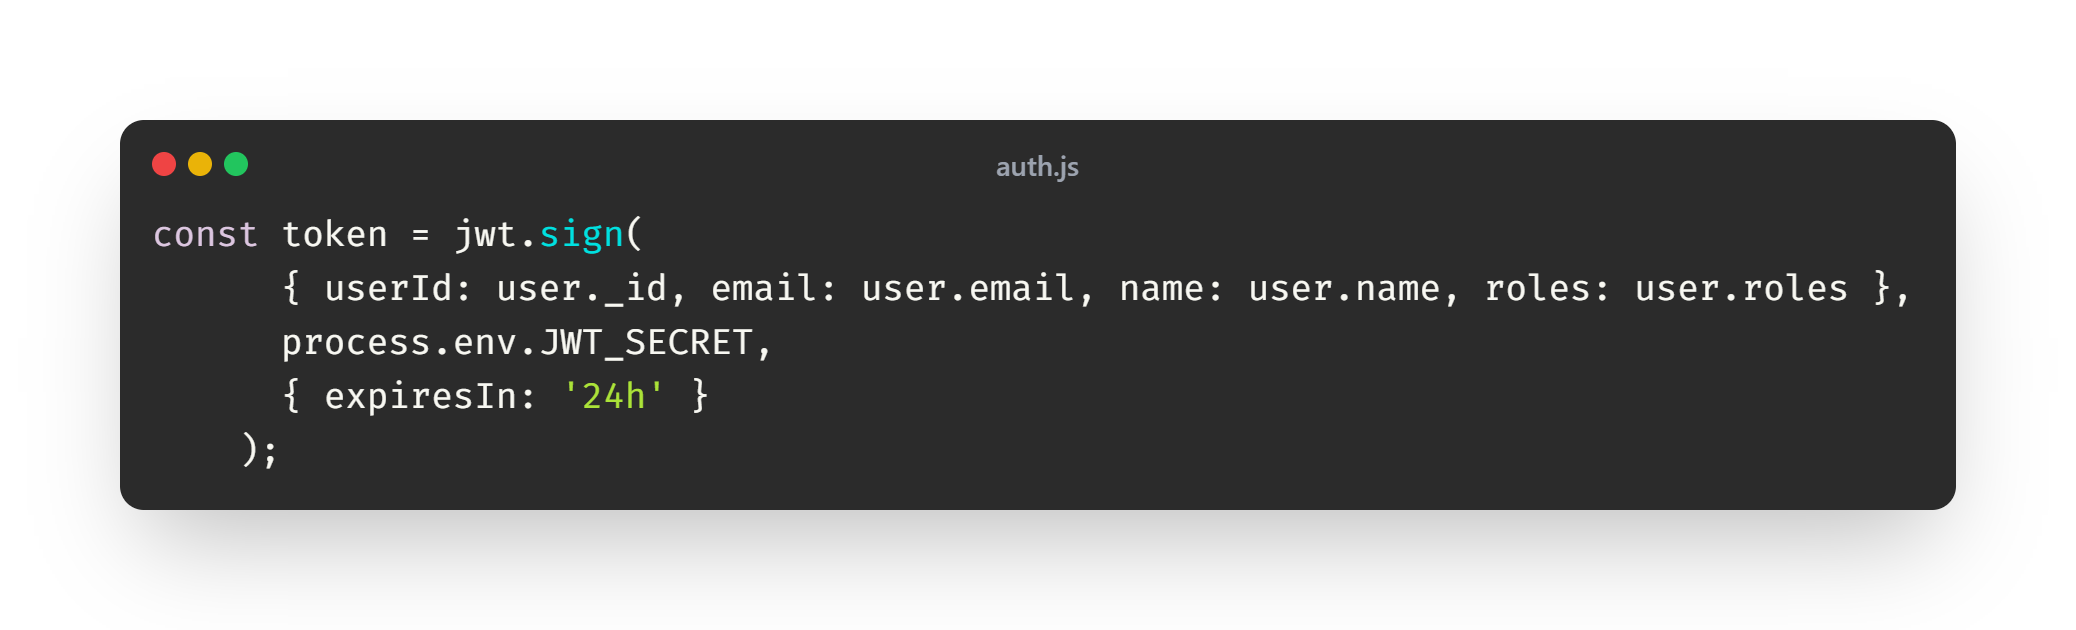 auth.js
const token = jwt.sign(
      { userId: user._id, email: user.email, name: user.name, roles: user.roles },
      process.env.JWT_SECRET,
      { expiresIn: '24h' }
    );